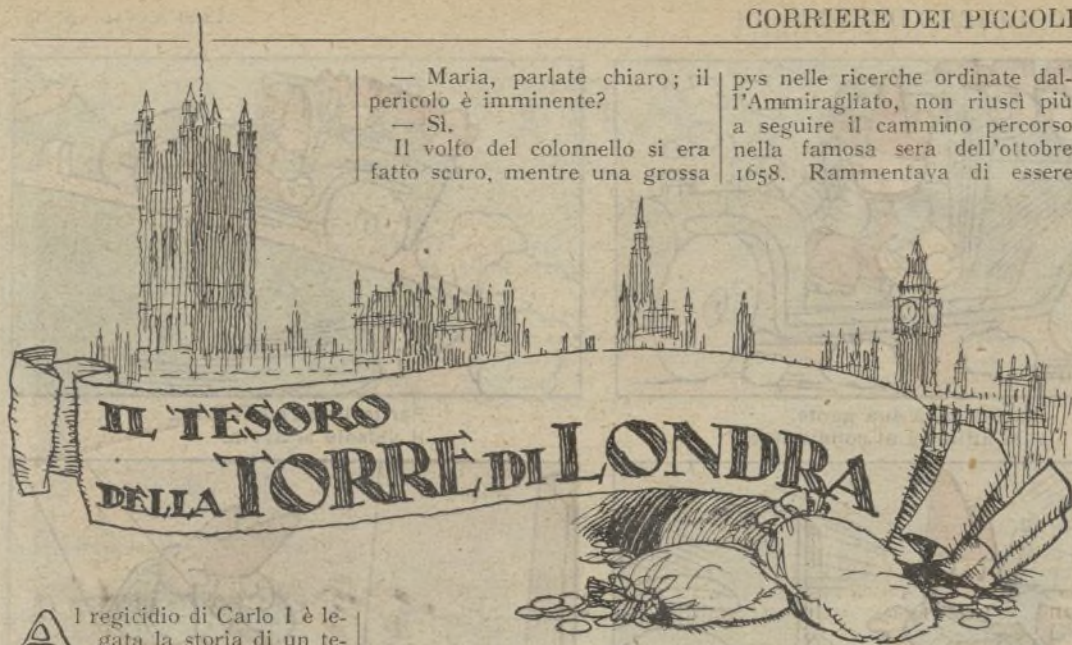 CORRIERE DEI PICCOLI
— Maria, parlate chiaro; il
pericolo è imminente?
— Sì.
Il volto del colonnello si era
fatto scuro, mentre una grossa
pys nelle ricerche ordinate dal-
l'Ammiragliato, non riuscì più
a seguire il cammino percorso
nella famosa sera dell'ottobre
1658. Rammentava di essere
IL TESORO
DELLA TORRE DI LONDRA
Al regicidio di Carlo I è le-
gata la storia di un te-